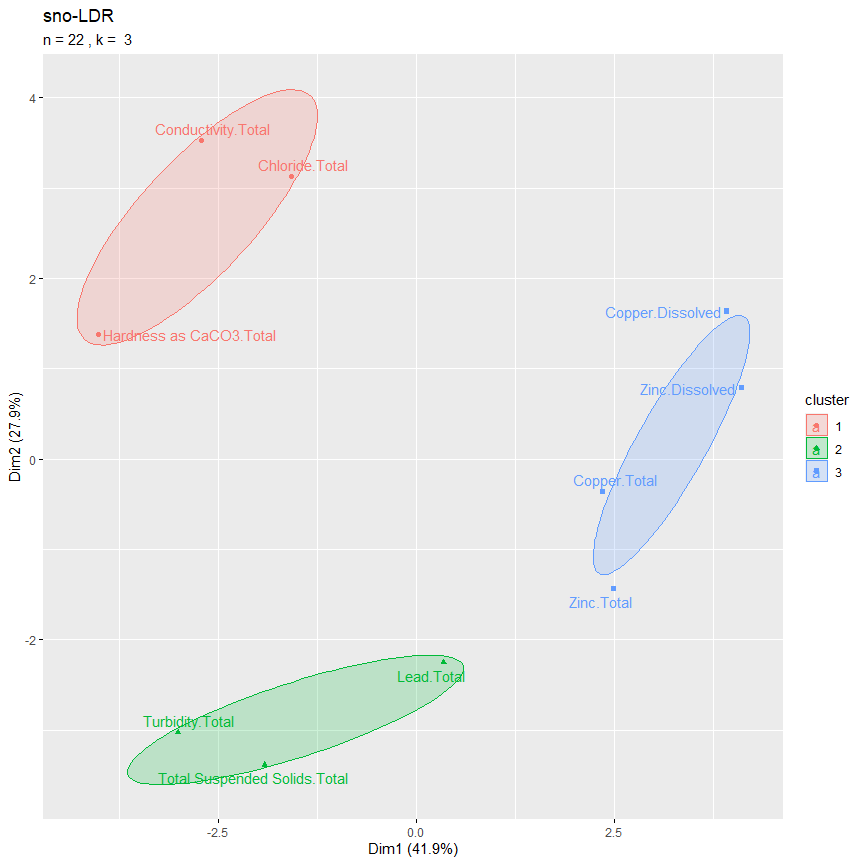 sno-LDR
n = 22 , k =  3
4
Conductivity.Total
Chloride.Total
2
Hardness as CaCO3.Total
Copper.Dissolved
Zinc.Dissolved
cluster
a 1
a 2
a 3
Dim2 (27.9%)
0
Copper.Total
Zinc.Total
-2
Lead.Total
Turbidity.Total
Total Suspended Solids.Total
-2.5 0.0 2.5
Dim1 (41.9%)